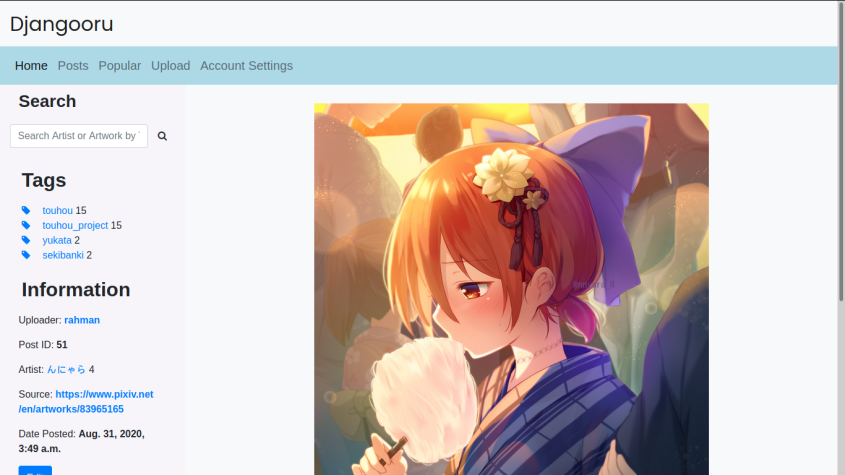 Djangooru
Home Posts Popular Upload Account Settings
Search
Search Artist or Artwork by
Tags
touhou 15
touhou_project 15
yukata 2
sekibanki 2
Information
Uploader: rahman
Post ID: 51
Artist: んにゃら 4
Source: https://www.pixiv.net
/en/artworks/83965165
Date Posted: Aug. 31, 2020,
3:49 a.m.